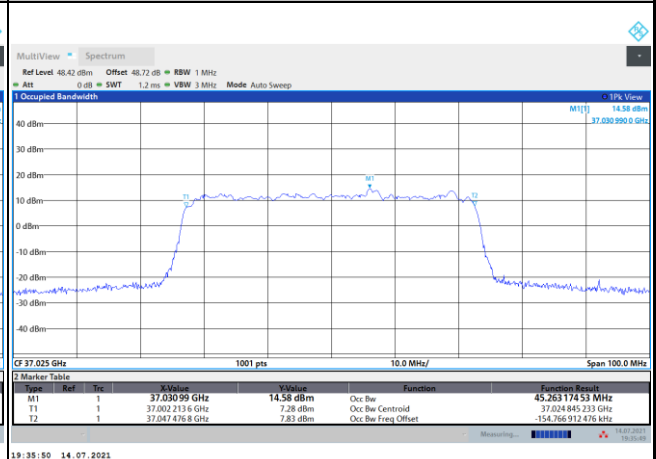 MultiView Spectrum
Ref Level 48.42 dBm Offset 48.72 dB RBW 1 MHz
Att 0 dB SWT 1.2 ms VBW 3 MHz Mode Auto Sweep
1 Occupied Bandwidth 1Pk View
M1[1] 14.58 dBm
37.030 990 0 GHz
40 dBm
30 dBm
20 dBm
M1
T1 T2
10 dBm
0 dBm
-10 dBm
-20 dBm
-30 dBm
-40 dBm
CF 37.025 GHz 1001 pts 10.0 MHz/ Span 100.0 MHz
2 Marker Table
Type Ref Trc X-Value Y-Value Function Function Result
M1 1 37.03099 GHz 14.58 dBm Occ Bw 45.263 174 53 MHz
T1 1 37.002 213 6 GHz 7.28 dBm Occ Bw Centroid 37.024 845 233 GHz
T2 1 37.047 476 8 GHz 7.83 dBm Occ Bw Freq Offset -154.766 912 476 kHz
Measuring... 14.07.2021
19:35:49
19:35:50 14.07.2021